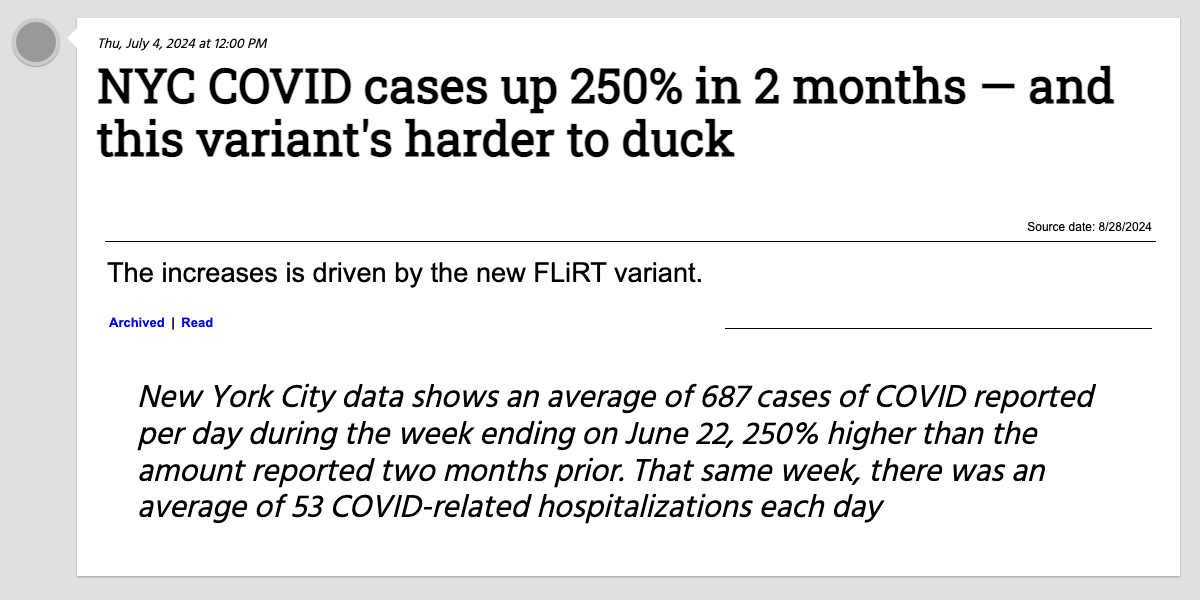 Thu, July 4, 2024 at 12:00 PM
NYC COVID cases up 250% in 2 months — and
this variant's harder to duck
Source date: 8/28/2024
The increases is driven by the new FLiRT variant.
Archived | Read
New York City data shows an average of 687 cases of COVID reported
per day during the week ending on June 22, 250% higher than the
amount reported two months prior. That same week, there was an
average of 53 COVID-related hospitalizations each day